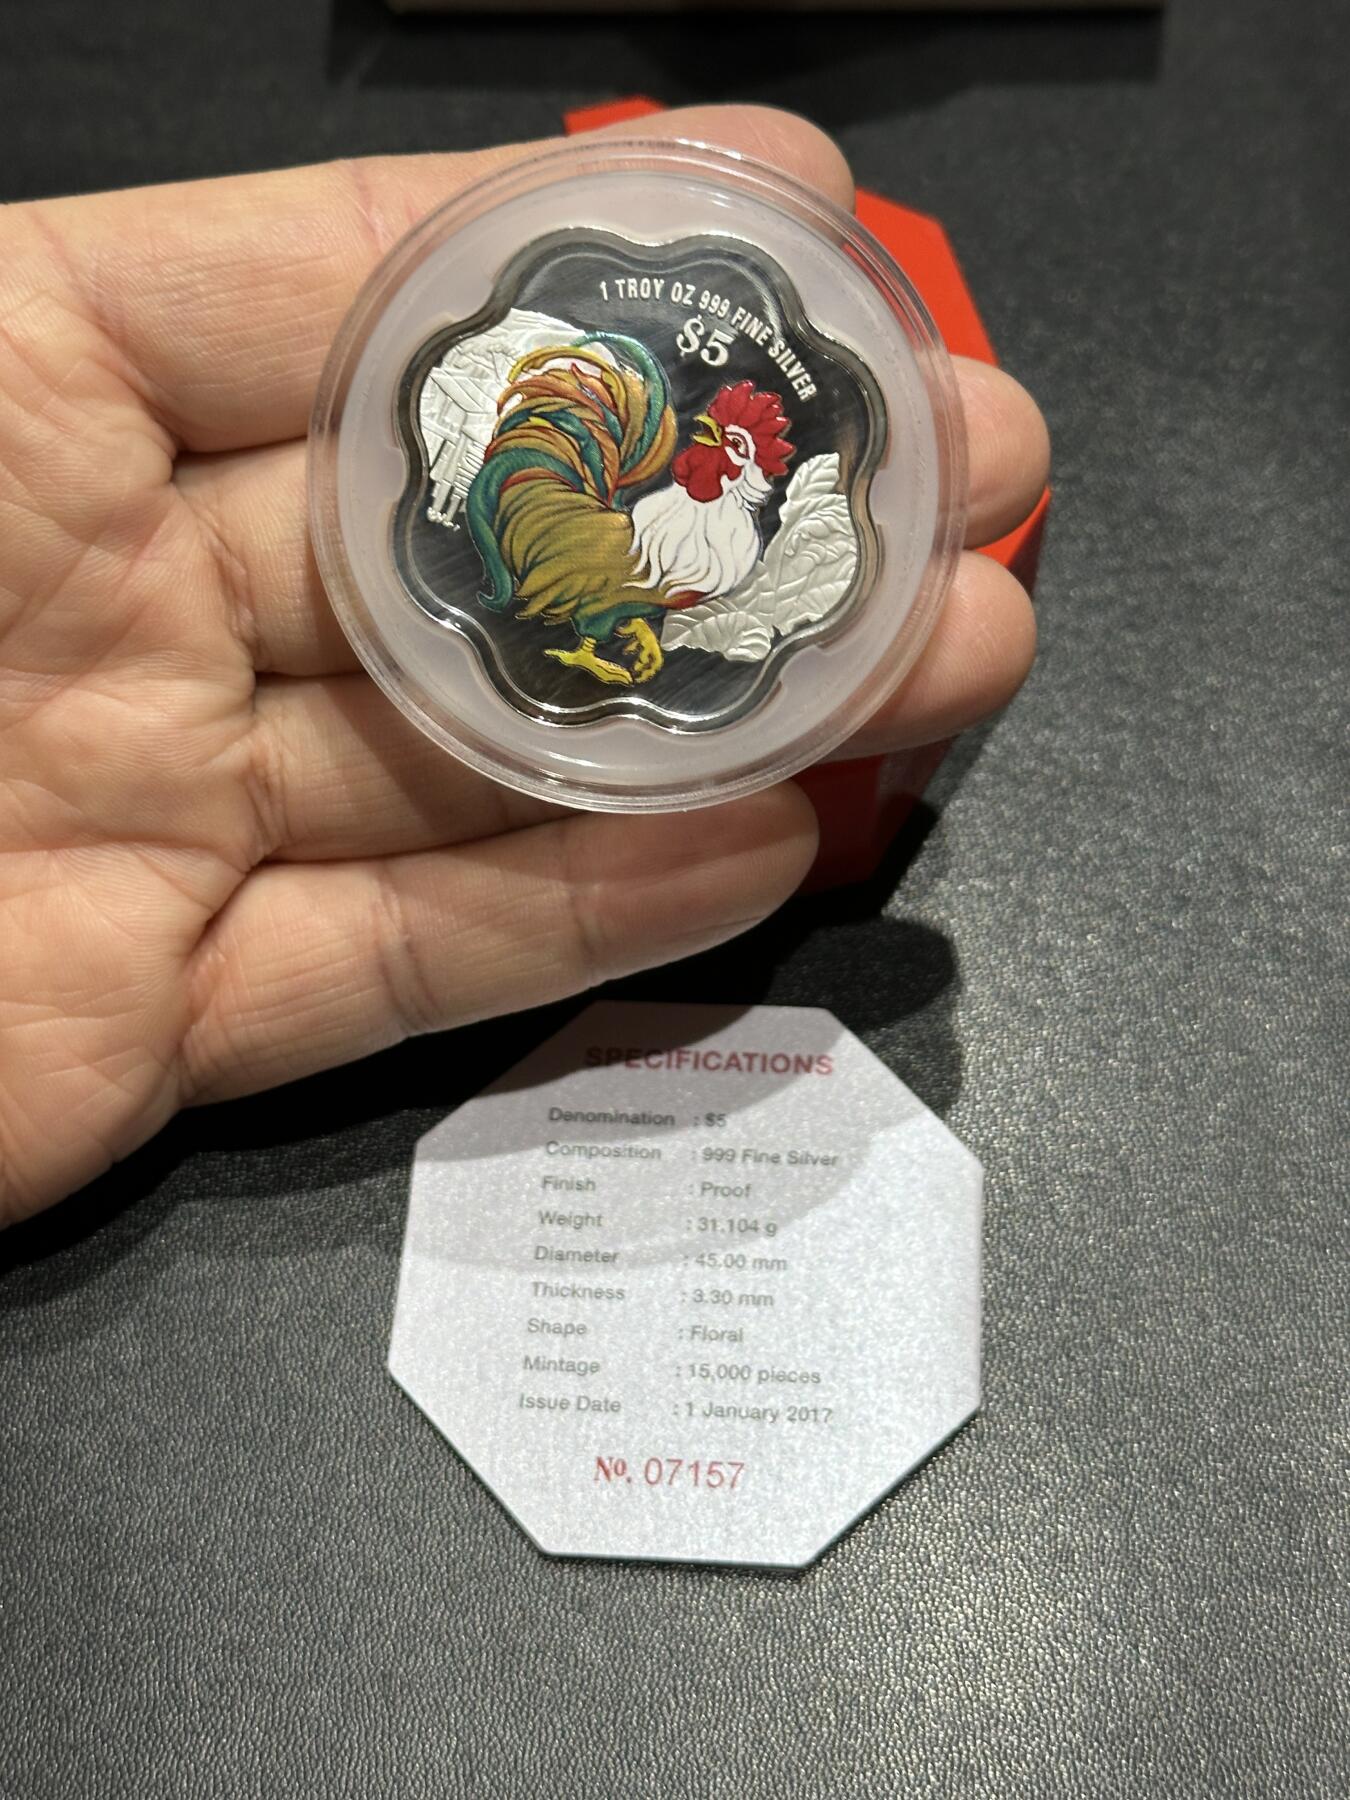 1 TROY OZ 999 FINE SILVER
$5
SPECIFICATIONS
Denomination : $5
Composition : 999 Fine Silver
Finish : Proof
Weight : 31.104 g
Diameter : 45.00 mm
Thickness : 3.30 mm
Shape : Floral
Mintage : 15,000 pieces
Issue Date : 1 January 2017
No. 07157